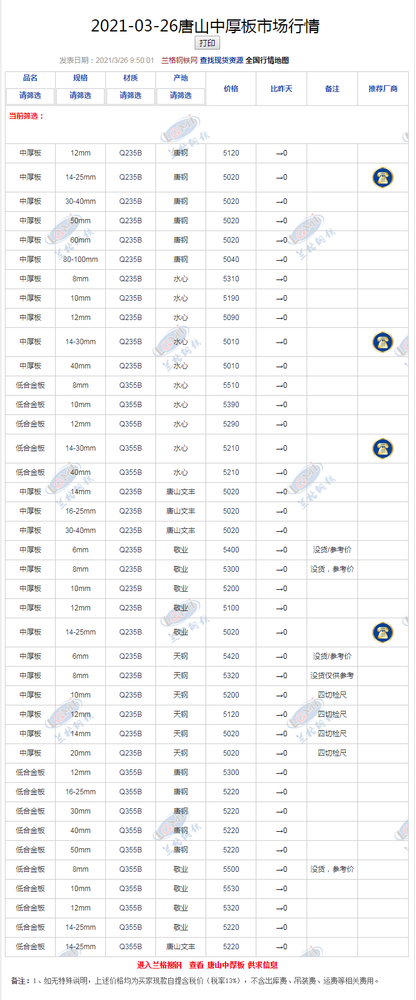 2021-03-26唐山中厚板市场行情
打印
发表日期：2021/3/26 9:50:01 兰格钢铁网 查找现货资源 全国行情地图
品名 规格 材质 产地 价格 比昨天 备注 推荐厂商
请筛选 请筛选 请筛选 请筛选
当前筛选：
中厚板 12mm Q235B 唐钢 5120 →0
中厚板 14-25mm Q235B 唐钢 5020 →0
中厚板 30-40mm Q235B 唐钢 5020 →0
中厚板 50mm Q235B 唐钢 5020 →0
中厚板 60mm Q235B 唐钢 5020 →0
中厚板 80-100mm Q235B 唐钢 5040 →0
中厚板 8mm Q235B 水心 5310 →0
中厚板 10mm Q235B 水心 5190 →0
中厚板 12mm Q235B 水心 5090 →0
中厚板 14-30mm Q235B 水心 5010 →0
中厚板 40mm Q235B 水心 5010 →0
低合金板 8mm Q355B 水心 5510 →0
低合金板 10mm Q355B 水心 5390 →0
低合金板 12mm Q355B 水心 5290 →0
低合金板 14-30mm Q355B 水心 5210 →0
低合金板 40mm Q355B 水心 5210 →0
中厚板 14mm Q235B 唐山文丰 5020 →0
中厚板 16-25mm Q235B 唐山文丰 5020 →0
中厚板 30-40mm Q235B 唐山文丰 5020 →0
中厚板 6mm Q235B 敬业 5400 →0 没货/参考价
中厚板 8mm Q235B 敬业 5300 →0 没货，参考价
中厚板 10mm Q235B 敬业 5200 →0
中厚板 12mm Q235B 敬业 5100 →0
中厚板 14-25mm Q235B 敬业 5020 →0
中厚板 6mm Q235B 天钢 5420 →0 没货/参考价
中厚板 8mm Q235B 天钢 5320 →0 没货仅供参考
中厚板 10mm Q235B 天钢 5200 →0 四切检尺
中厚板 12mm Q235B 天钢 5120 →0 四切检尺
中厚板 14mm Q235B 天钢 5020 →0 四切检尺
中厚板 20mm Q235B 天钢 5020 →0 四切检尺
低合金板 12mm Q355B 唐钢 5300 →0
低合金板 16-25mm Q355B 唐钢 5220 →0
低合金板 30mm Q355B 唐钢 5220 →0
低合金板 40mm Q355B 唐钢 5220 →0
低合金板 50mm Q355B 唐钢 5220 →0
低合金板 8mm Q355B 敬业 5500 →0 没货，参考价
低合金板 10mm Q355B 敬业 5530 →0
低合金板 12mm Q355B 敬业 5320 →0
低合金板 14-25mm Q355B 敬业 5220 →0
低合金板 14-25mm Q355B 唐山文丰 5220 →0
进入兰格搜钢 查看 唐山中厚板 供求信息
备注：1、如无特殊说明，上述价格均为买家现款自提含税价（税率13%），不含出库费、吊装费、运费等相关费用。